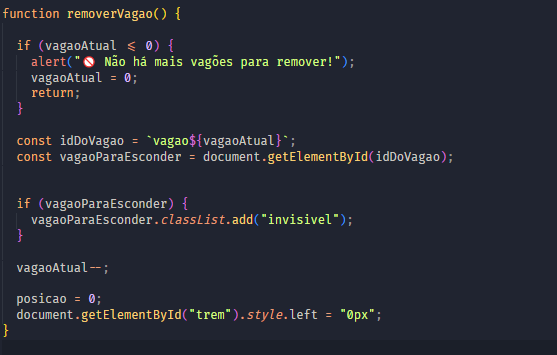 function removerVagao() {
if (vagaoAtual <= 0) {
alert("🚫 Não há mais vagões para remover!");
vagaoAtual = 0;
return;
}
const idDoVagao = `vagao${vagaoAtual}`;
const vagaoParaEsconder = document.getElementById(idDoVagao);
if (vagaoParaEsconder) {
vagaoParaEsconder.classList.add("invisivel");
}
vagaoAtual--;
posicao = 0;
document.getElementById("trem").style.left = "0px";
}